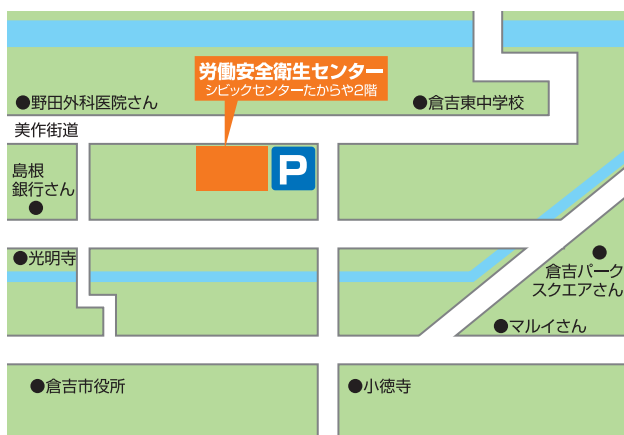 労働安全衛生センター
シビックセンターたからや2階
野田外科医院さん
倉吉東中学校
美作街道
島根
銀行さん
P
光明寺
倉吉パーク
スクエアさん
マルイさん
倉吉市役所
小徳寺